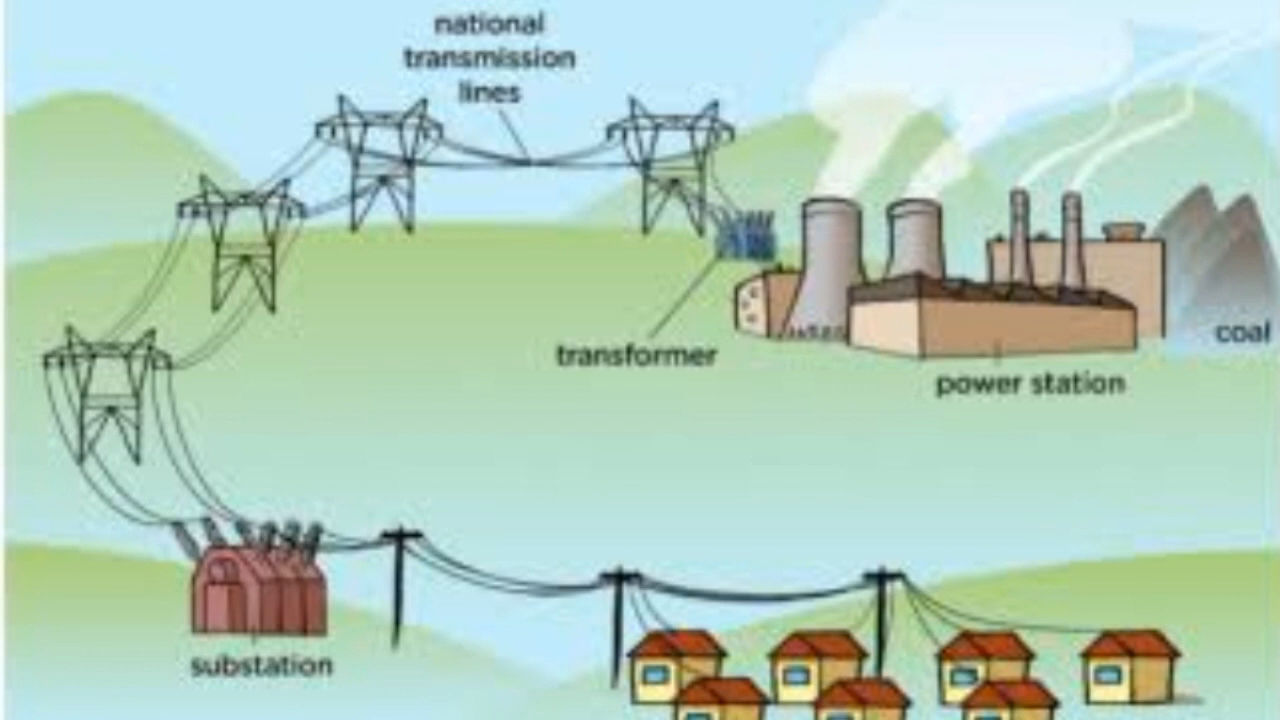 national
transmission
lines
transformer
coal
power station
substation